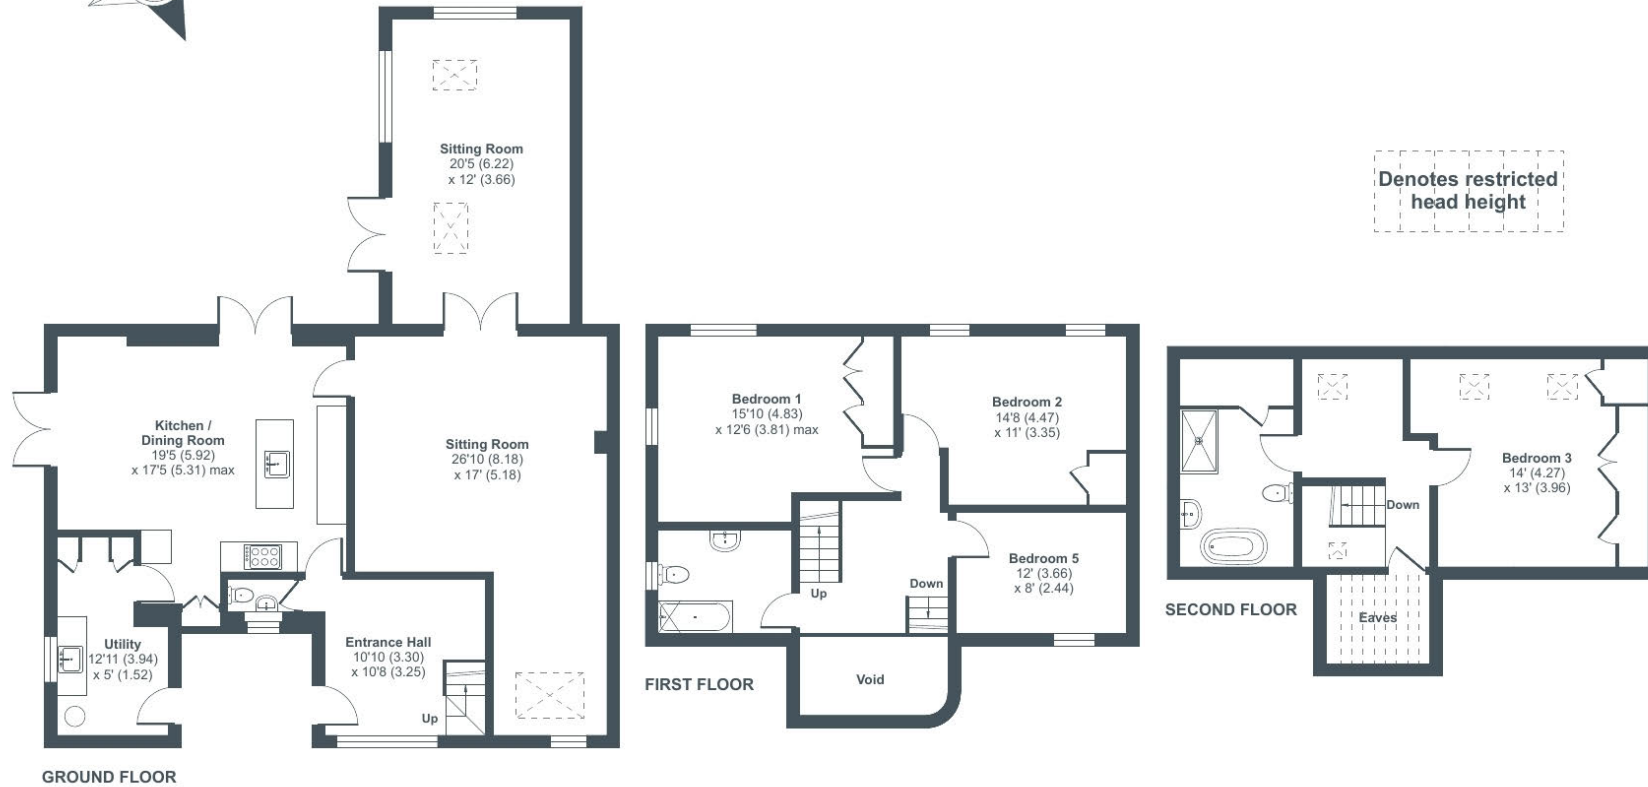 Sitting Room
20'5 (6.22)
x 12' (3.66)
Denotes restricted
head height
Kitchen /
Dining Room
19'5 (5.92)
x 17'5 (5.31) max
Sitting Room
26'10 (8.18)
x 17' (5.18)
Utility
12'11 (3.94)
x 5' (1.52)
Entrance Hall
10'10 (3.30)
x 10'8 (3.25)
Up
GROUND FLOOR
Bedroom 1
15'10 (4.83)
x 12'6 (3.81) max
Bedroom 2
14'8 (4.47)
x 11' (3.35)
Bedroom 5
12' (3.66)
x 8' (2.44)
Up
Down
Void
FIRST FLOOR
Bedroom 3
14' (4.27)
x 13' (3.96)
Down
Eaves
SECOND FLOOR